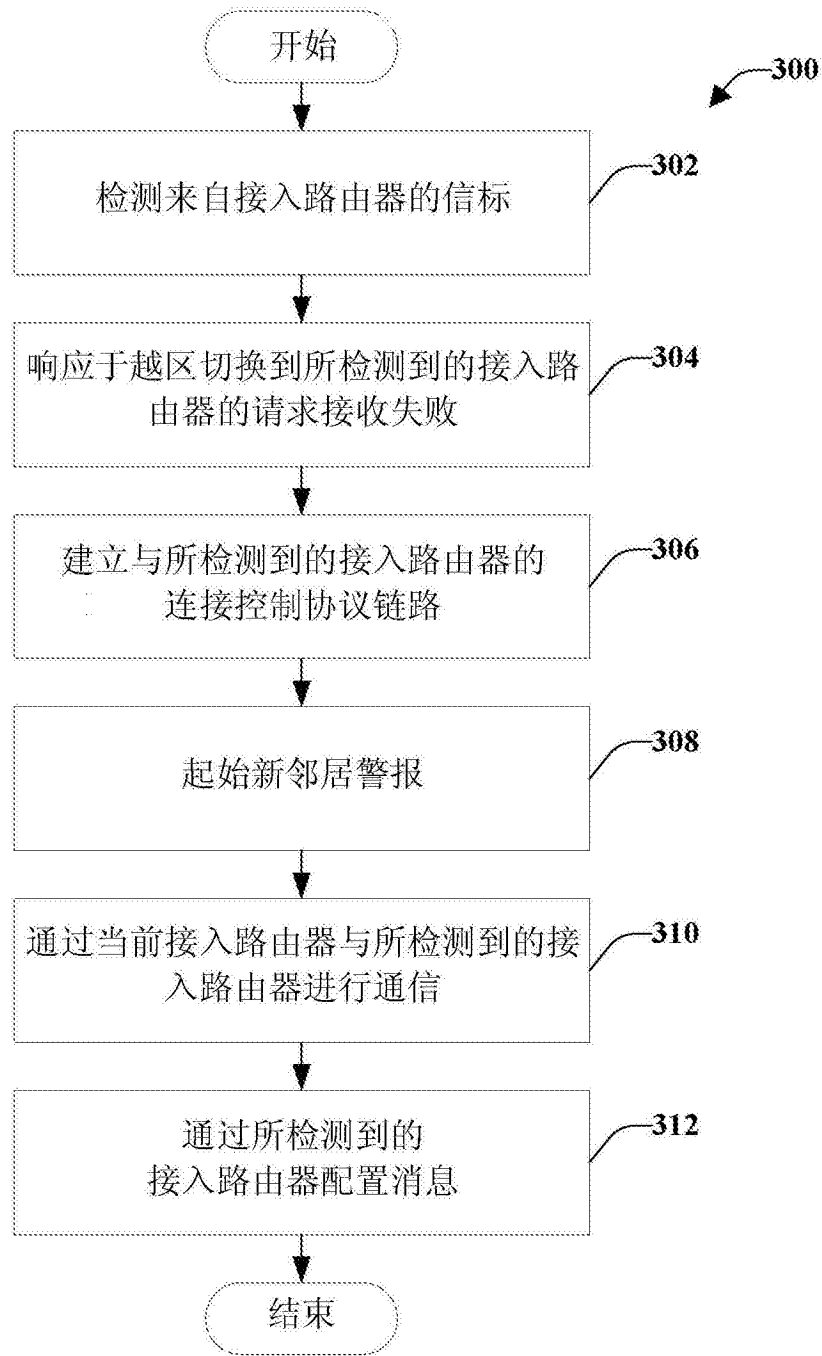 开始
300
检测来自接入路由器的信标
302
响应于越区切换到所检测到的接入路
由器的请求接收失败
304
建立与所检测到的接入路由器的
连接控制协议链路
306
起始新邻居警报
308
通过当前接入路由器与所检测到的接
入路由器进行通信
310
通过所检测到的
接入路由器配置消息
312
结束